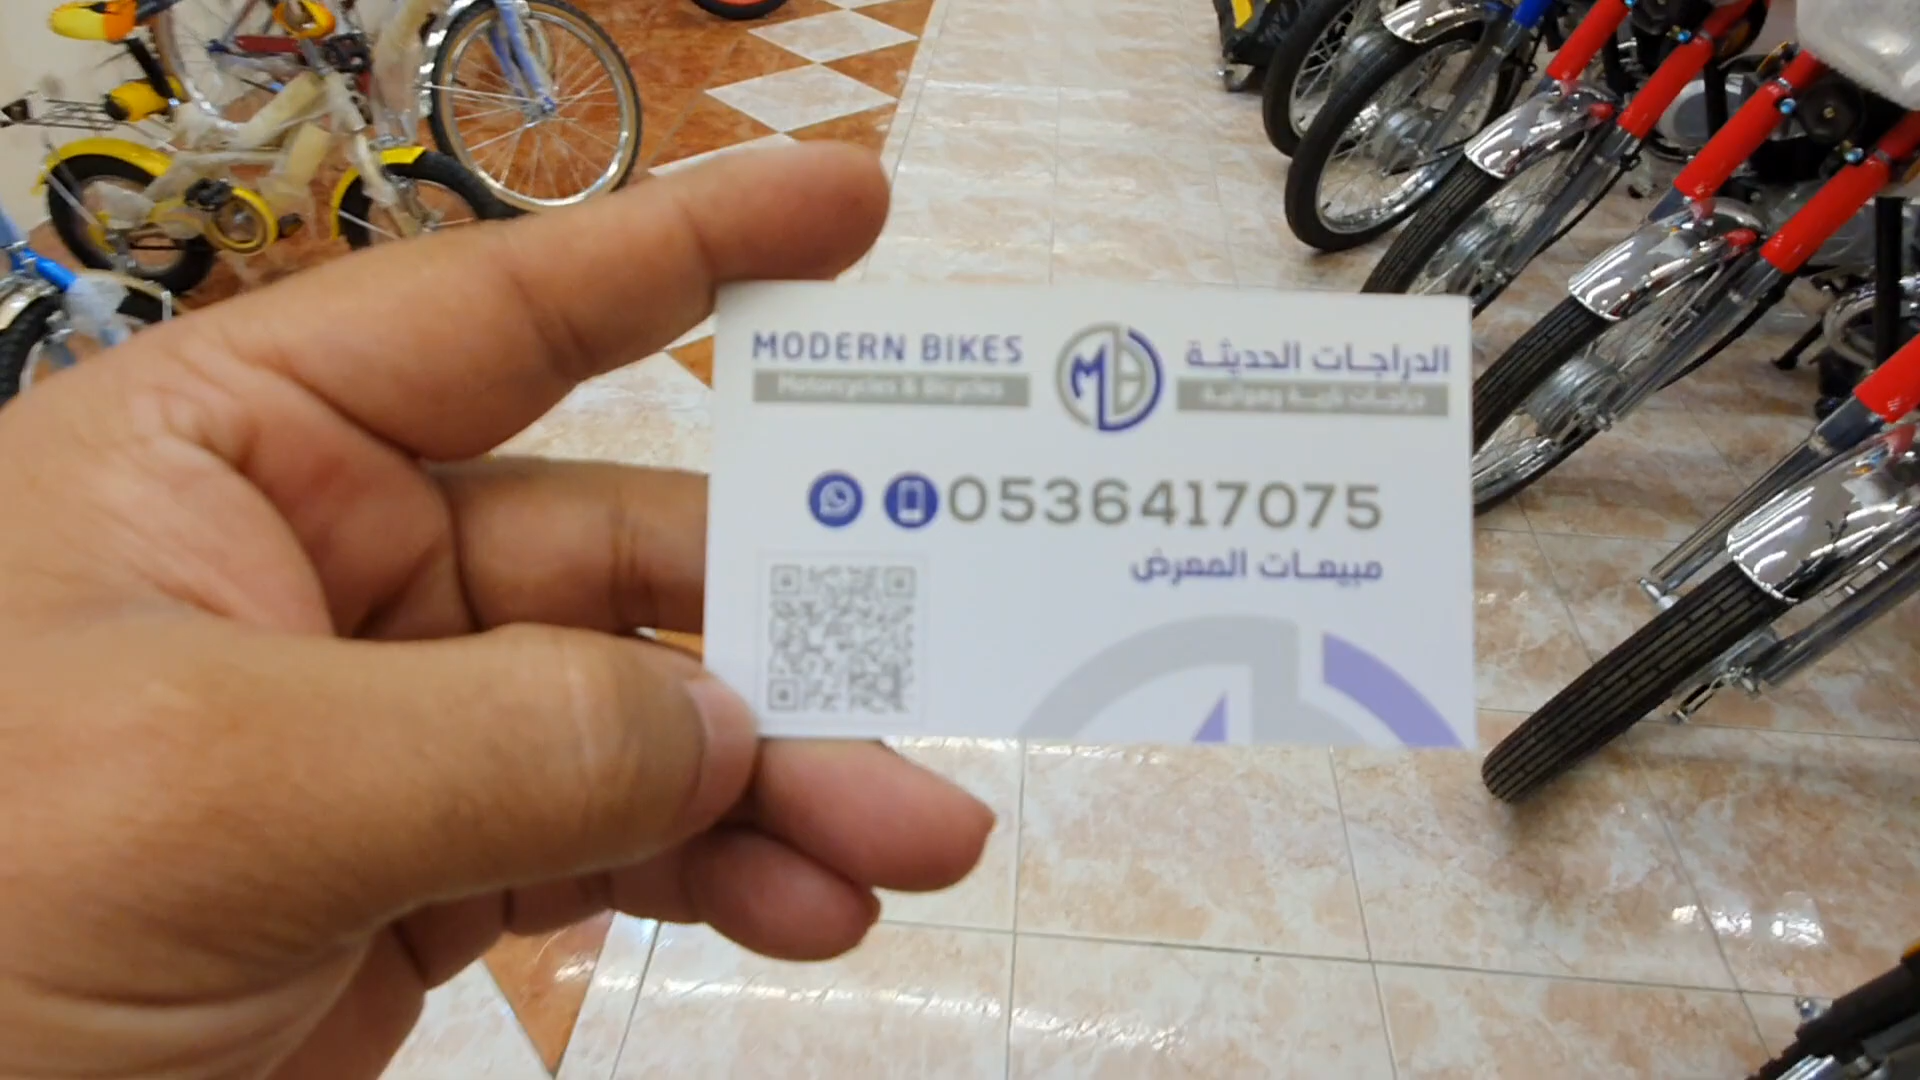 MODERN BIKES
Motorcycles & Bicycles
الدراجات الحديثة
دراجات نارية وهوائية
0536417075
مبيعات المعرض